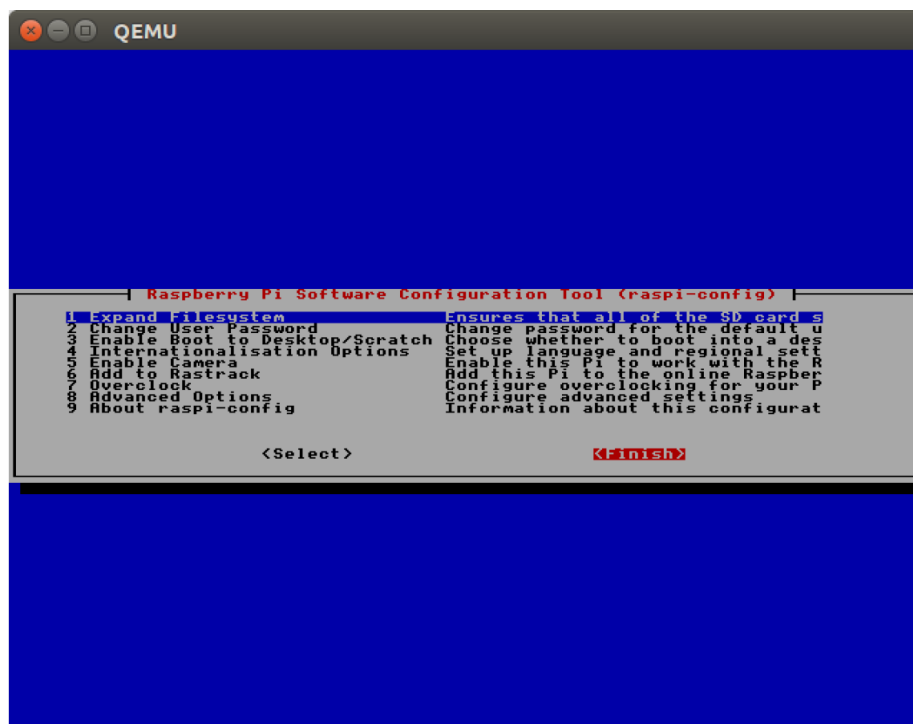 QEMU
Raspberry Pi Software Configuration Tool (raspi-config)
1 Expand Filesystem Ensures that all of the SD card s
2 Change User Password Change password for the default u
3 Enable Boot to Desktop/Scratch Choose whether to boot into a des
4 Internationalisation Options Set up language and regional sett
5 Enable Camera Enable this Pi to work with the R
6 Add to Rastrack Add this Pi to the online Raspber
7 Overclock Configure overclocking for your P
8 Advanced Options Configure advanced settings
9 About raspi-config Information about this configurat
<Select> <Finish>